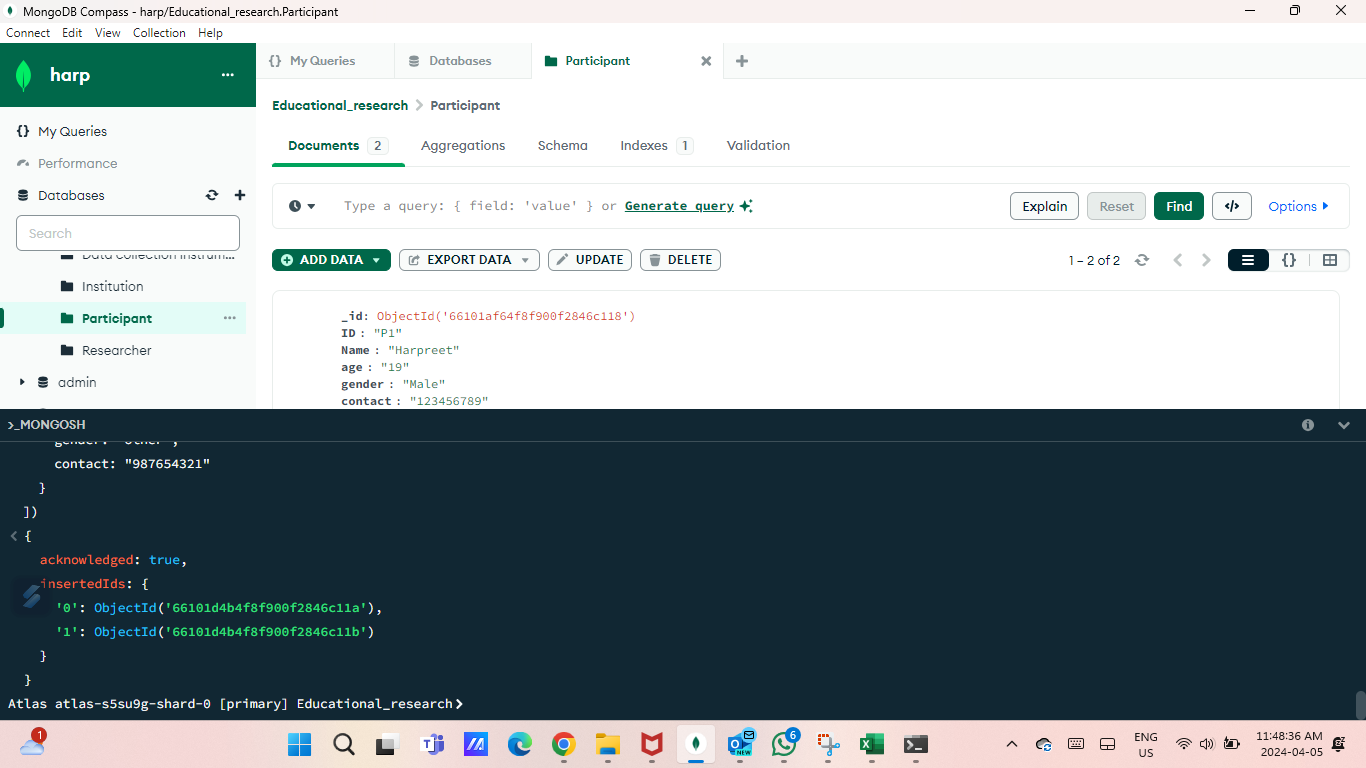 MongoDB Compass - harp/Educational_research.Participant
Connect Edit View Collection Help
harp
My Queries
Performance
Databases
Search
Institution
Participant
Researcher
admin
{} My Queries
Databases
Participant
Educational_research > Participant
Documents 2 Aggregations Schema Indexes 1 Validation
Type a query: { field: 'value' } or Generate query
Explain Reset Find </> Options
ADD DATA EXPORT DATA UPDATE DELETE
1 – 2 of 2
{}
_id: ObjectId('66101af64f8f900f2846c118')
ID : "P1"
Name : "Harpreet"
age : "19"
gender : "Male"
contact : "123456789"
>_MONGOSH
contact: "987654321"
}
])
< {
acknowledged: true,
insertedIds: {
'0': ObjectId('66101d4b4f8f900f2846c11a'),
'1': ObjectId('66101d4b4f8f900f2846c11b')
}
}
Atlas atlas-s5su9g-shard-0 [primary] Educational_research>
1
NEW
6
ENG
US
11:48:36 AM
2024-04-05